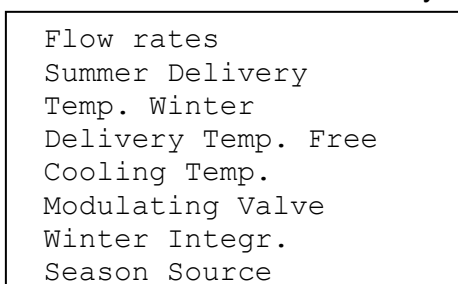 Flow rates
Summer Delivery
Temp. Winter
Delivery Temp. Free
Cooling Temp.
Modulating Valve
Winter Integr.
Season Source